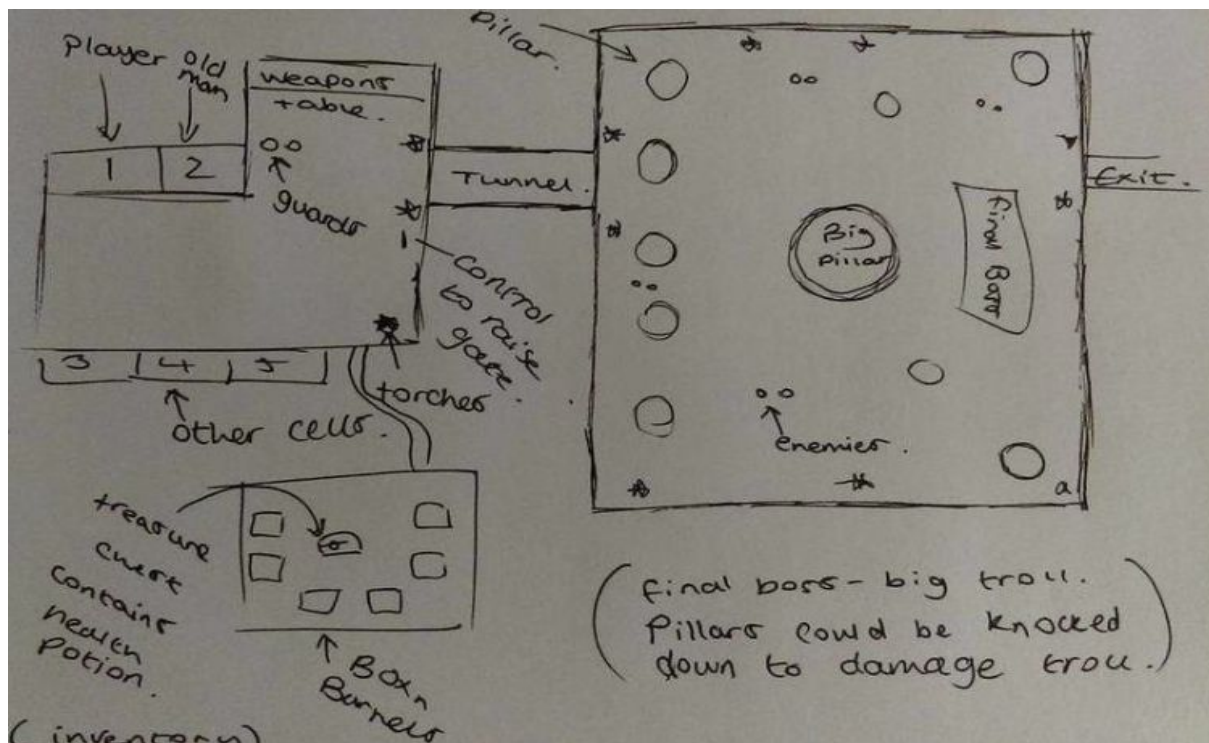 Pillar.
Player
old
man
weapons
table.
1
2
guards
Tunnel.
Exit.
Big
Pillar
Final Boss
control
to raise
gate.
torches
3
4
5
other cells.
enemies.
a
treasure
chest
contains
health
Potion.
Box n
Barrels
(final boss - big troll.
Pillars could be knocked
down to damage troll.)
(inventory)